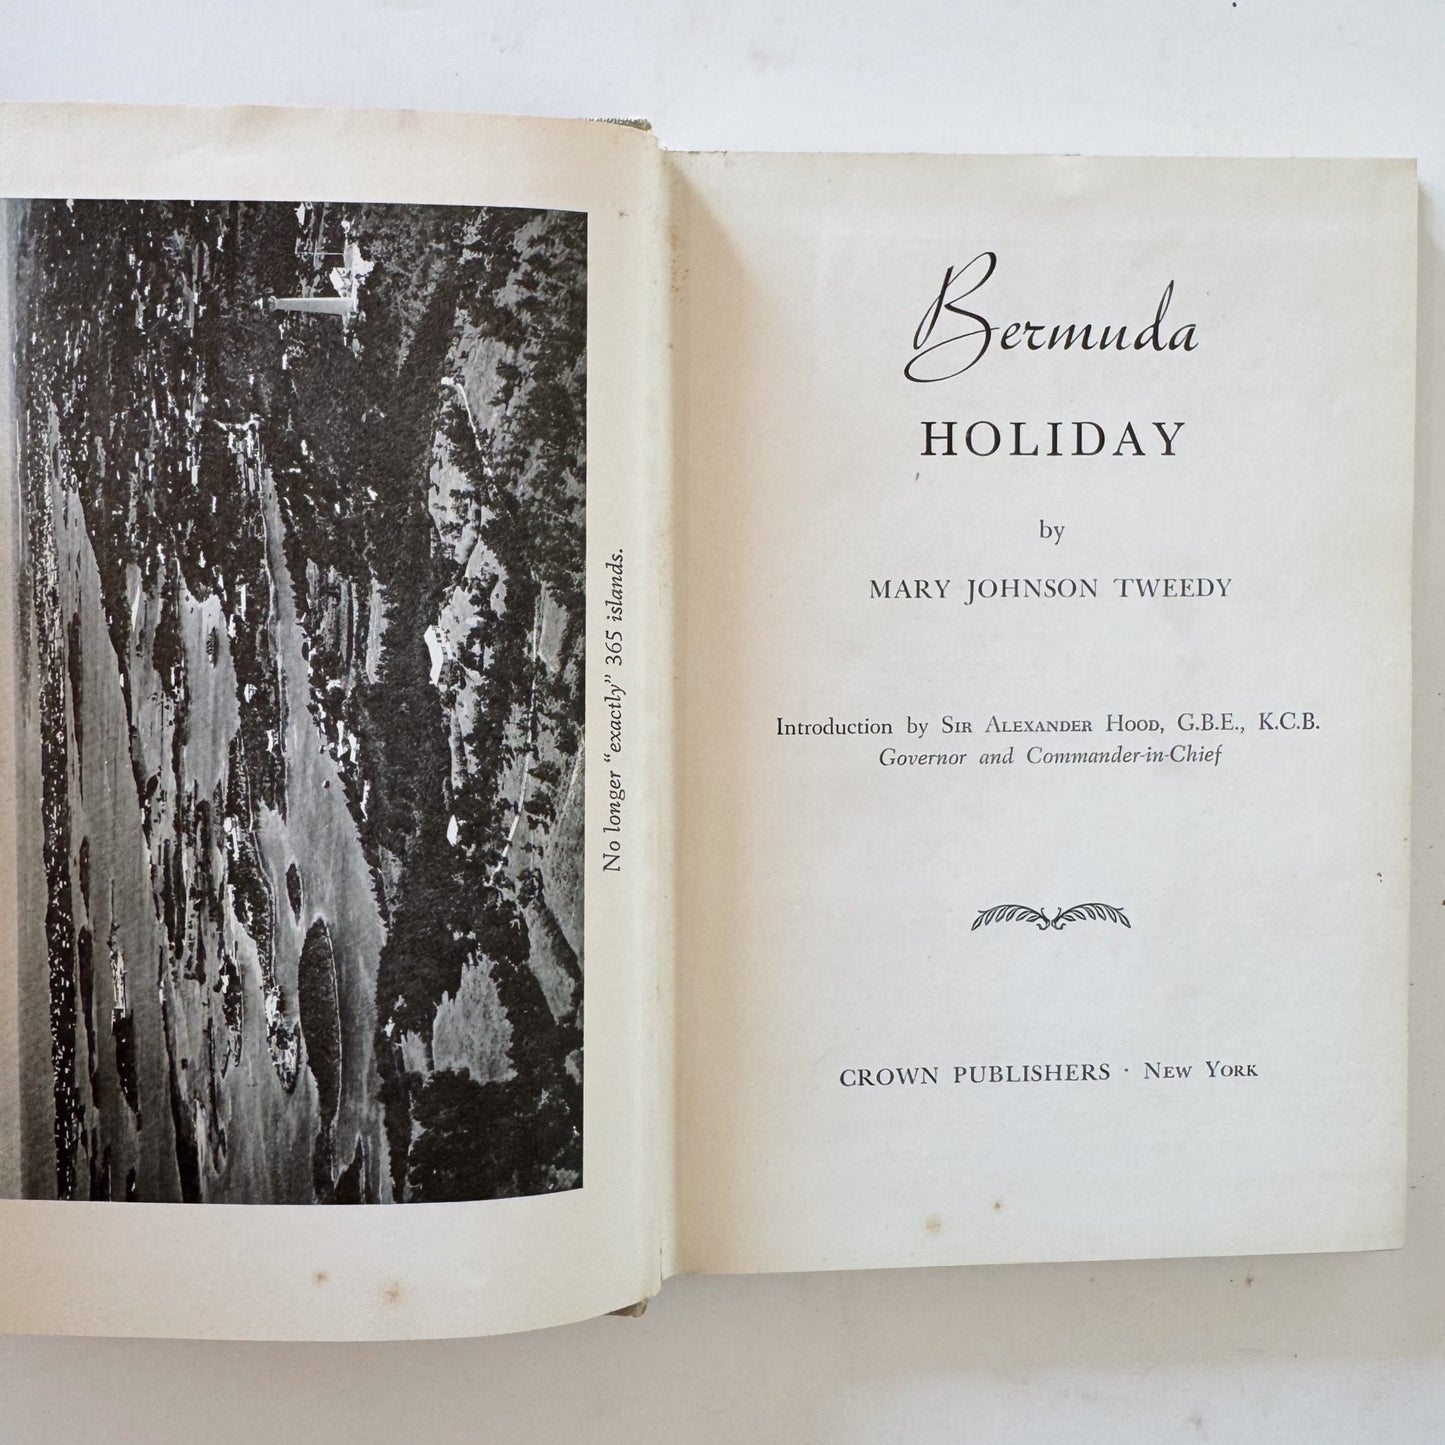 No longer “exactly” 365 islands.
Bermuda
HOLIDAY
by
MARY JOHNSON TWEEDY
Introduction by SIR ALEXANDER HOOD, G.B.E., K.C.B.
Governor and Commander-in-Chief
CROWN PUBLISHERS · NEW YORK